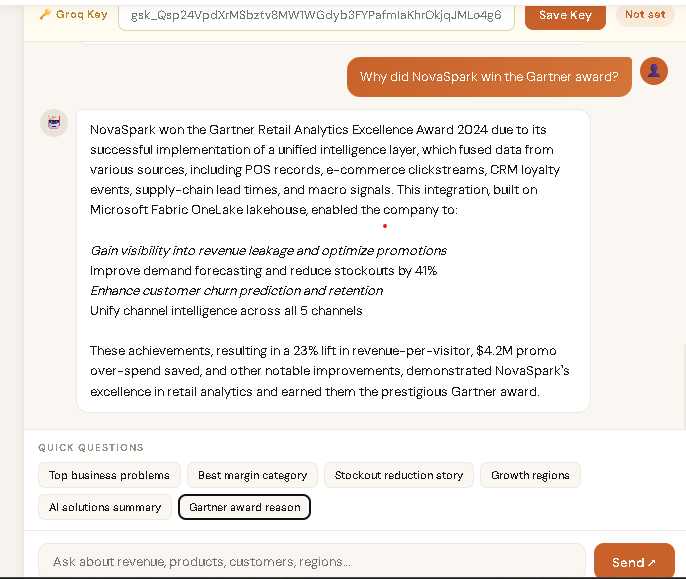 Groq Key
gsk_Qsp24VpdXrMSbztv8MW1WGdyb3FYPafmIaKhrOkjqJMLo4g6
Save Key
Not set
Why did NovaSpark win the Gartner award?
NovaSpark won the Gartner Retail Analytics Excellence Award 2024 due to its
successful implementation of a unified intelligence layer, which fused data from
various sources, including POS records, e-commerce clickstreams, CRM loyalty
events, supply-chain lead times, and macro signals. This integration, built on
Microsoft Fabric OneLake lakehouse, enabled the company to:
Gain visibility into revenue leakage and optimize promotions
Improve demand forecasting and reduce stockouts by 41%
Enhance customer churn prediction and retention
Unify channel intelligence across all 5 channels
These achievements, resulting in a 23% lift in revenue-per-visitor, $4.2M promo
over-spend saved, and other notable improvements, demonstrated NovaSpark's
excellence in retail analytics and earned them the prestigious Gartner award.
QUICK QUESTIONS
Top business problems
Best margin category
Stockout reduction story
Growth regions
AI solutions summary
Gartner award reason
Ask about revenue, products, customers, regions...
Send ↗